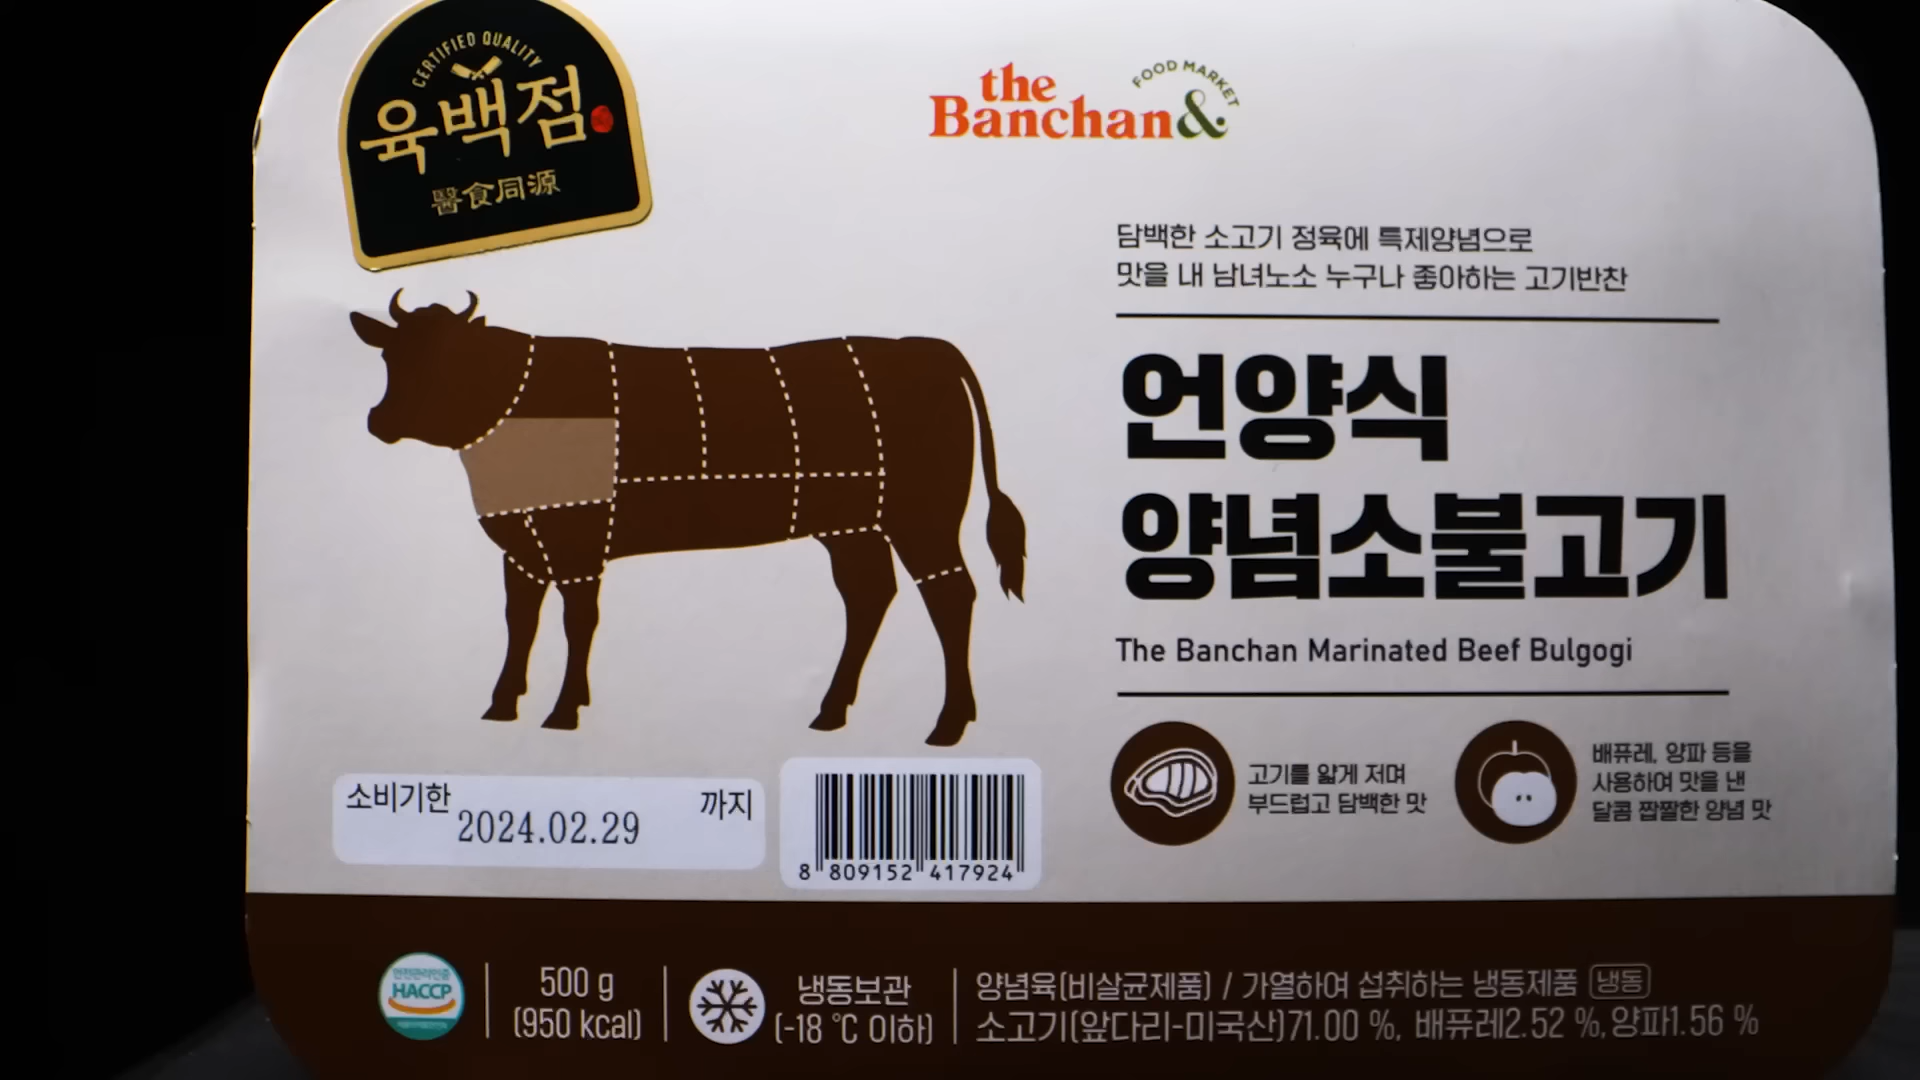 CERTIFIED QUALITY
육백점
醫食同源
the
Banchan&
FOOD MARKET
담백한 소고기 정육에 특제양념으로
맛을 내 남녀노소 누구나 좋아하는 고기반찬
언양식
양념소불고기
The Banchan Marinated Beef Bulgogi
고기를 얇게 저며
부드럽고 담백한 맛
배퓨레, 양파 등을
사용하여 맛을 낸
달콤 짭짤한 양념 맛
소비기한
2024.02.29
까지
8 809152 417924
안전관리인증
HACCP
500 g
(950 kcal)
냉동보관
(-18 ℃ 이하)
양념육(비살균제품) / 가열하여 섭취하는 냉동제품 냉동
소고기(앞다리-미국산)71.00 %, 배퓨레2.52 %, 양파1.56 %